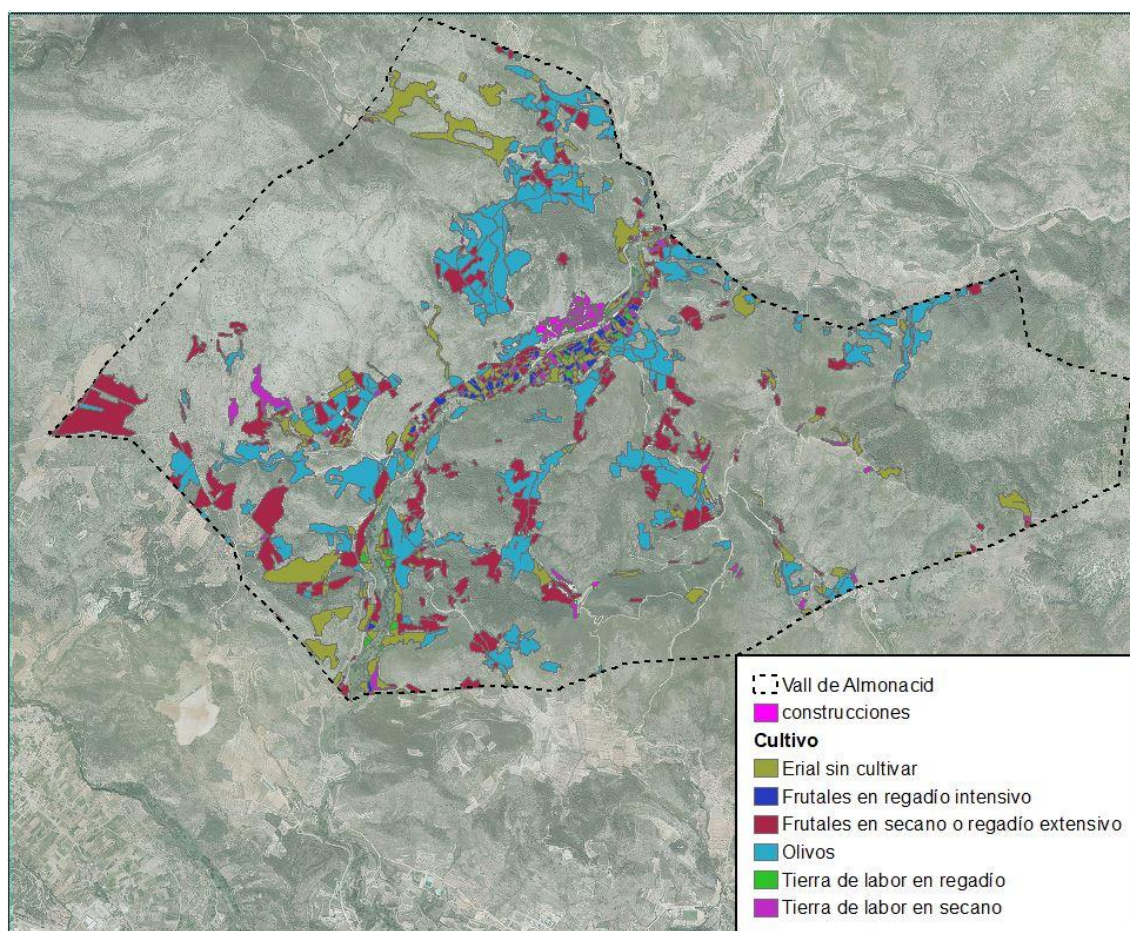 Vall de Almonacid
construcciones
Cultivo
Erial sin cultivar
Frutales en regadío intensivo
Frutales en secano o regadío extensivo
Olivos
Tierra de labor en regadío
Tierra de labor en secano